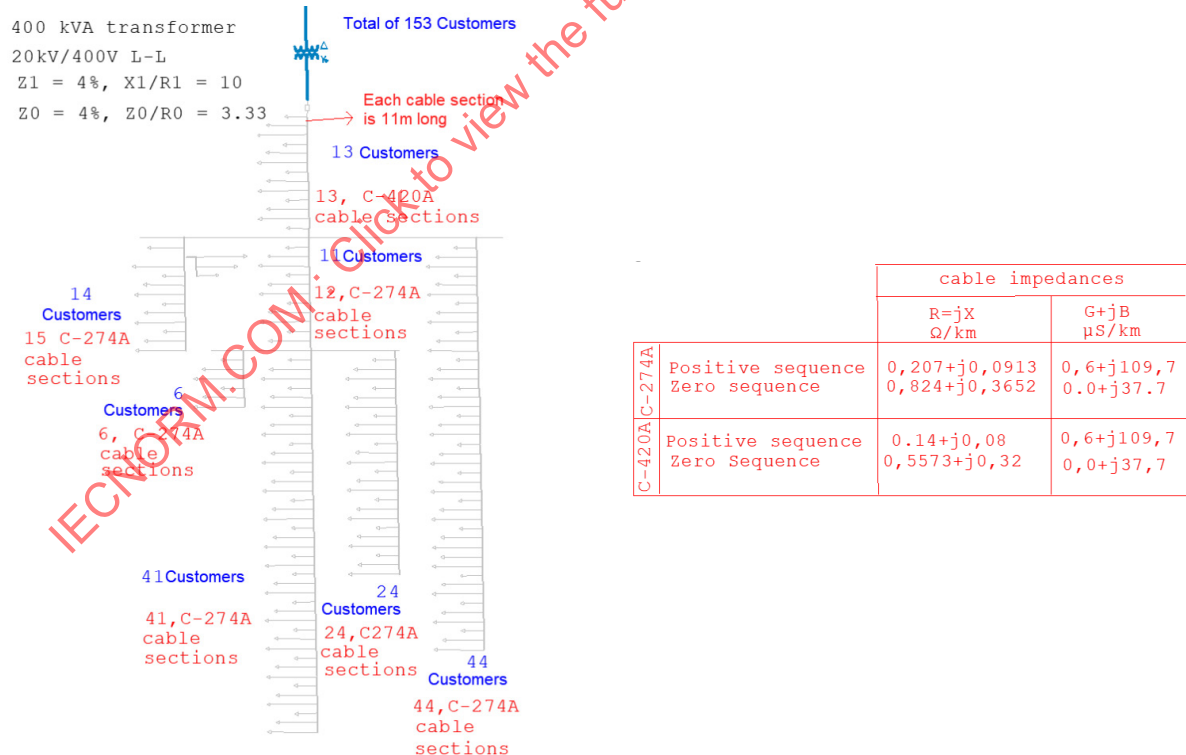 400 kVA transformer
20kV/400V L-L
Z1 = 4%, X1/R1 = 10
Z0 = 4%, Z0/R0 = 3.33
Total of 153 Customers
Δ
Each cable section
is 11m long
13 Customers
13, C-420A
cable sections
11Customers
12,C-274A
cable
sections
14
Customers
15 C-274A
cable
sections
6
Customers
6, C-274A
cable
sections
41Customers
41,C-274A
cable
sections
24
Customers
24,C274A
cable
sections
44
Customers
44,C-274A
cable
sections
cable impedances
R=jX
Ω/km
G+jB
µS/km
C-274A
Positive sequence 0,207+j0,0913 0,6+j109,7
Zero sequence 0,824+j0,3652 0.0+j37.7
C-420A
Positive sequence 0.14+j0,08 0,6+j109,7
Zero Sequence 0,5573+j0,32 0,0+j37,7
IECNORM.COM: Click to view the fu